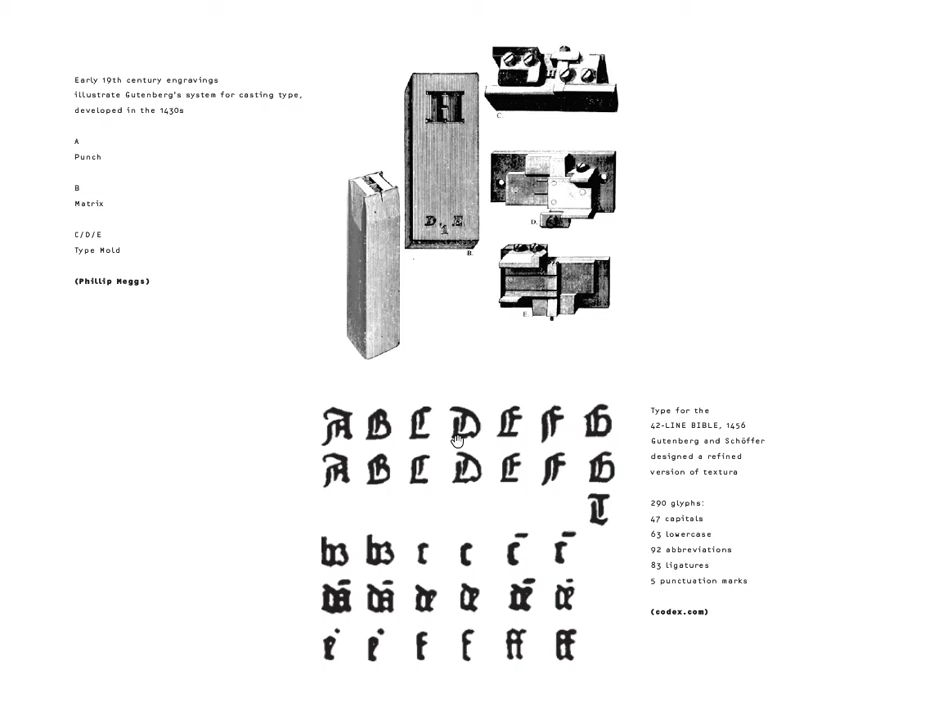 Early 19th century engravings
illustrate Gutenberg's system for casting type,
developed in the 1430s
A
Punch
B
Matrix
C/D/E
Type Mold
(Phillip Meggs)
H
D E
B.
C.
D.
E.
A B C D E F G
A B C D E F G
T
Type for the
42-LINE BIBLE, 1456
Gutenberg and Schöffer
designed a refined
version of textura
290 glyphs:
47 capitals
63 lowercase
92 abbreviations
83 ligatures
5 punctuation marks
(codex.com)